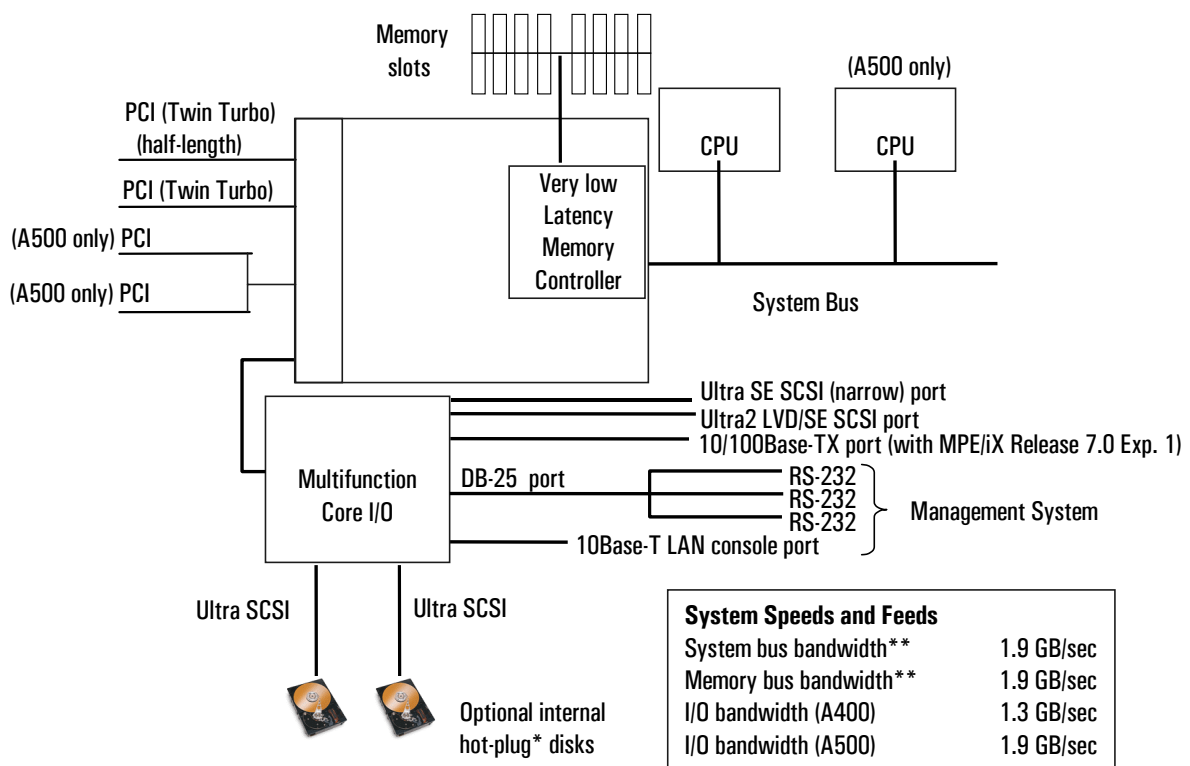 Memory
slots
(A500 only)
PCI (Twin Turbo)
(half-length)
CPU
CPU
PCI (Twin Turbo)
Very low
Latency
Memory
Controller
(A500 only) PCI
(A500 only) PCI
System Bus
Ultra SE SCSI (narrow) port
Ultra2 LVD/SE SCSI port
10/100Base-TX port (with MPE/iX Release 7.0 Exp. 1)
Multifunction
Core I/O
DB-25 port
RS-232
RS-232
RS-232
Management System
10Base-T LAN console port
Ultra SCSI
Ultra SCSI
Optional internal
hot-plug* disks
System Speeds and Feeds
System bus bandwidth** 1.9 GB/sec
Memory bus bandwidth** 1.9 GB/sec
I/O bandwidth (A400) 1.3 GB/sec
I/O bandwidth (A500) 1.9 GB/sec